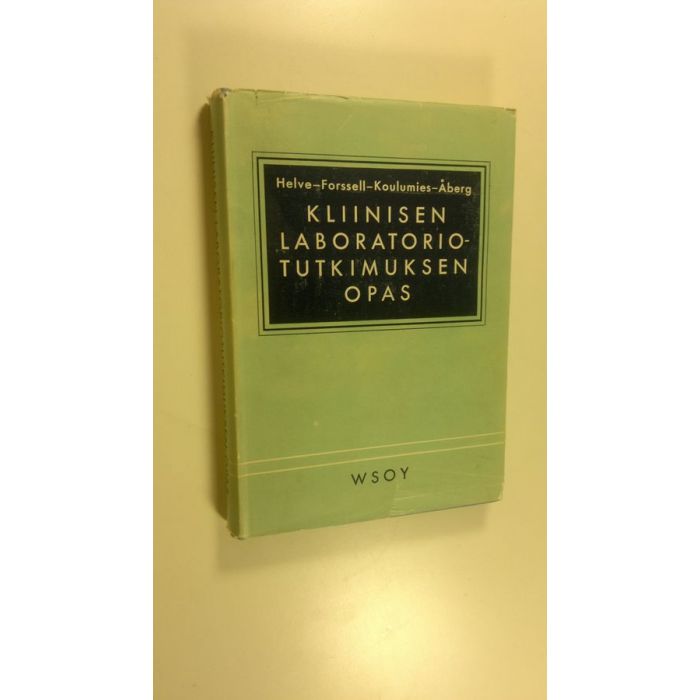 Helve–Forssell–Koulumies–Åberg
KLIINISEN
LABORATORIO-
TUTKIMUKSEN
OPAS
WSOY